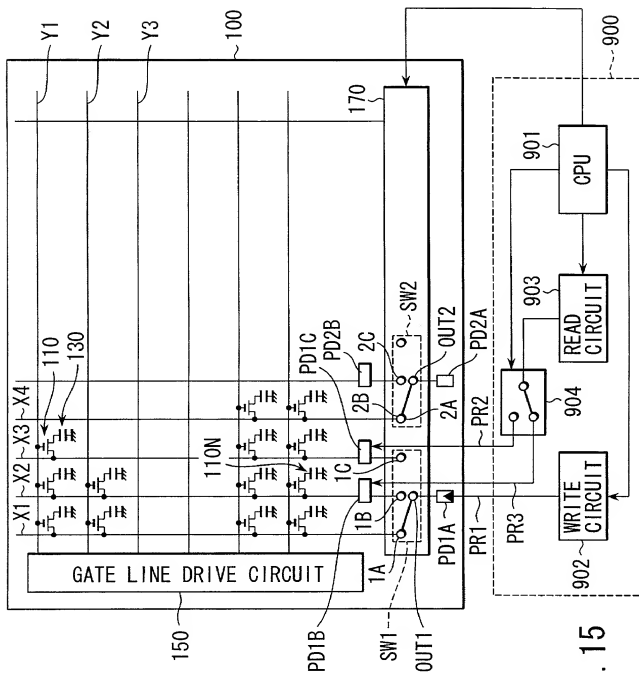 Y1
Y2
Y3
100
170
900
901
CPU
903
READ CIRCUIT
904
WRITE CIRCUIT
902
X1
X2
X3
X4
110
130
110N
GATE LINE DRIVE CIRCUIT
150
PD1B
PD1C
PD2B
2C
SW2
OUT2
PD2A
2B
2A
1C
1B
1A
SW1
OUT1
PD1A
PR1
PR2
PR3
. 15